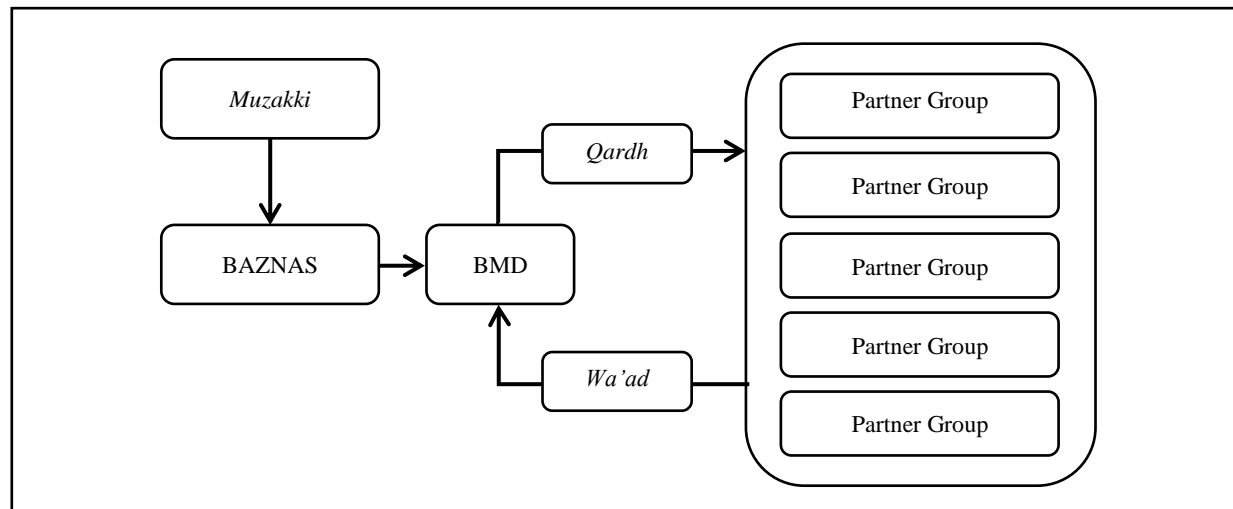 Muzakki
BAZNAS
BMD
Qardh
Wa’ad
Partner Group
Partner Group
Partner Group
Partner Group
Partner Group